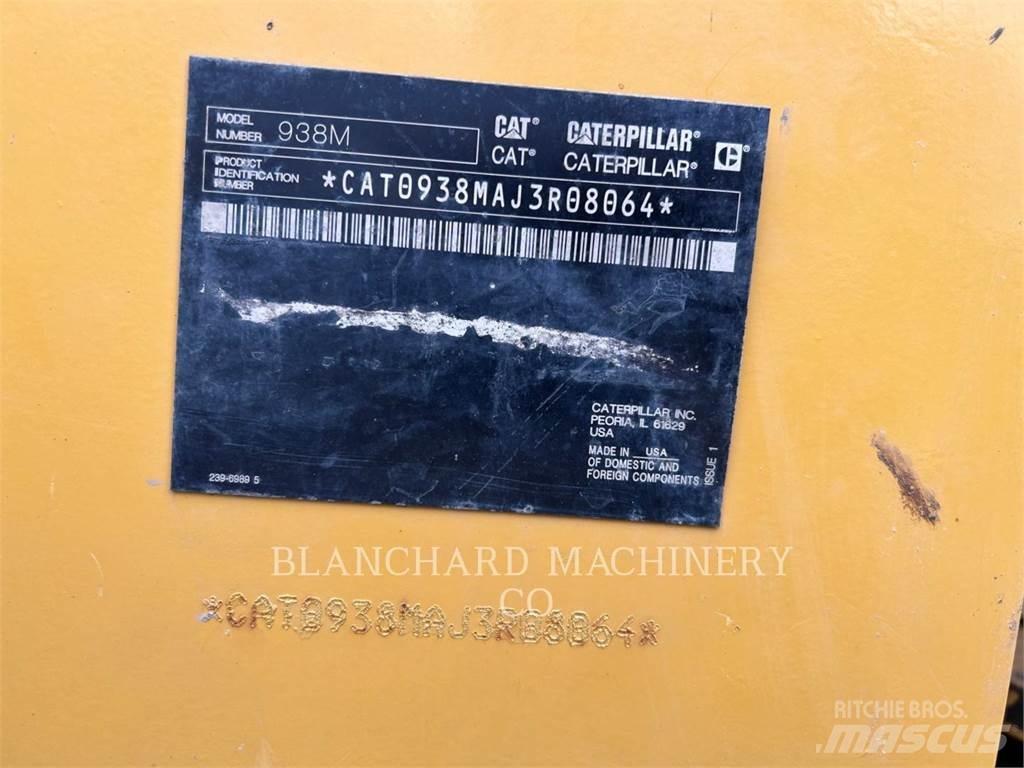 MODEL
NUMBER 938M
CAT®
CAT®
CATERPILLAR®
CATERPILLAR®
PRODUCT
IDENTIFICATION
NUMBER
*CAT0938MAJ3R08064*
CATERPILLAR INC.
PEORIA, IL 61629
USA
MADE IN USA
OF DOMESTIC AND
FOREIGN COMPONENTS
ISSUE 1
239-6989 5
BLANCHARD MACHINERY
CO
*CAT0938MAJ3R08064*
RITCHIE BROS.
mascus